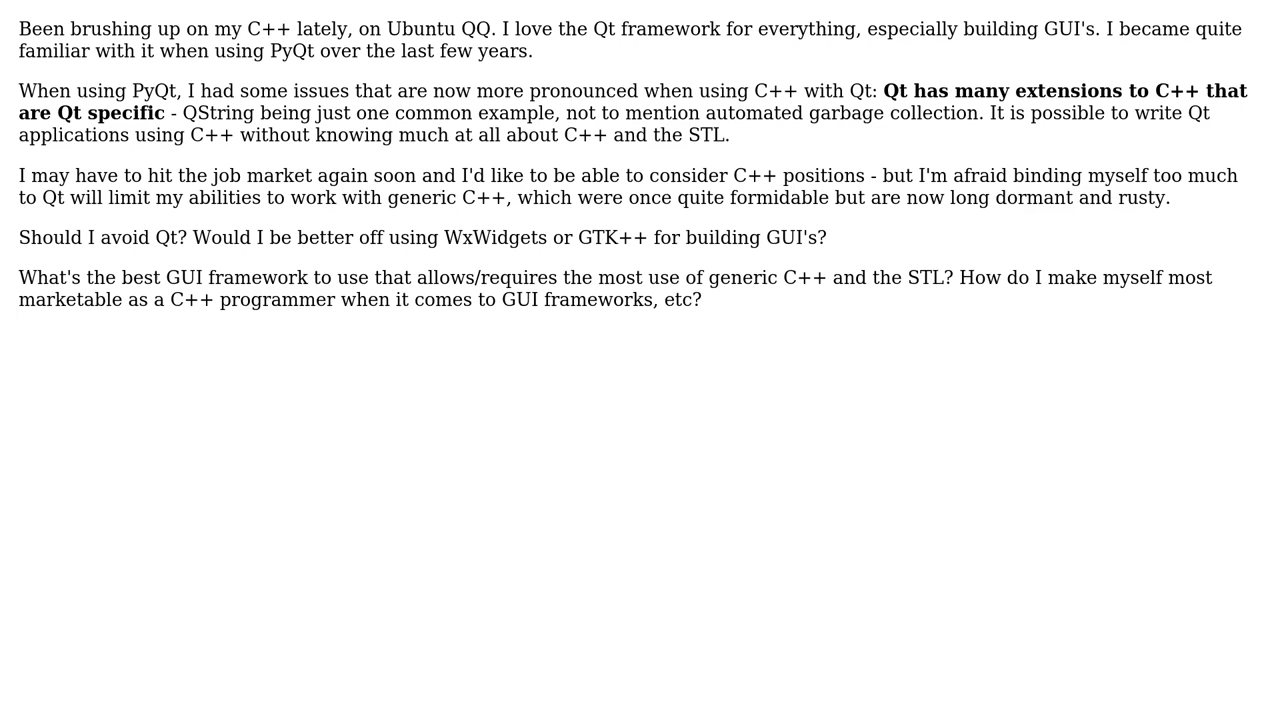 Been brushing up on my C++ lately, on Ubuntu QQ. I love the Qt framework for everything, especially building GUI's. I became quite
familiar with it when using PyQt over the last few years.
When using PyQt, I had some issues that are now more pronounced when using C++ with Qt: Qt has many extensions to C++ that
are Qt specific - QString being just one common example, not to mention automated garbage collection. It is possible to write Qt
applications using C++ without knowing much at all about C++ and the STL.
I may have to hit the job market again soon and I'd like to be able to consider C++ positions - but I'm afraid binding myself too much
to Qt will limit my abilities to work with generic C++, which were once quite formidable but are now long dormant and rusty.
Should I avoid Qt? Would I be better off using WxWidgets or GTK++ for building GUI's?
What's the best GUI framework to use that allows/requires the most use of generic C++ and the STL? How do I make myself most
marketable as a C++ programmer when it comes to GUI frameworks, etc?